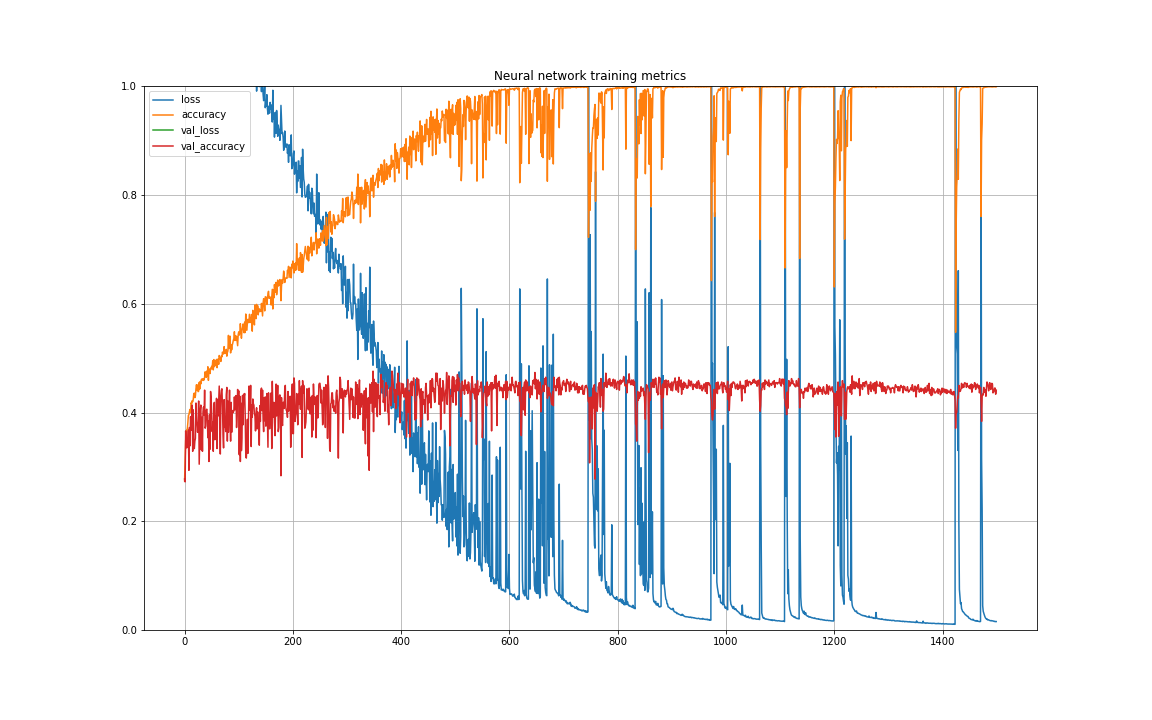 Neural network training metrics
1.0
loss
accuracy
val_loss
val_accuracy
0.8
0.6
0.4
0.2
0.0
0 200 400 600 800 1000 1200 1400